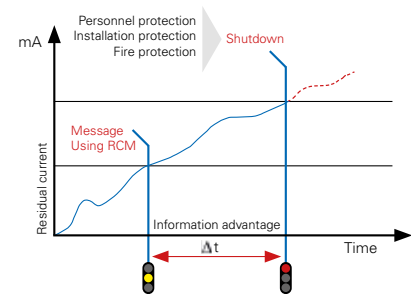 Personnel protection
mA
Installation protection
Shutdown
Fire protection
Message
Using RCM
Residual current
Information advantage
Δt
Time